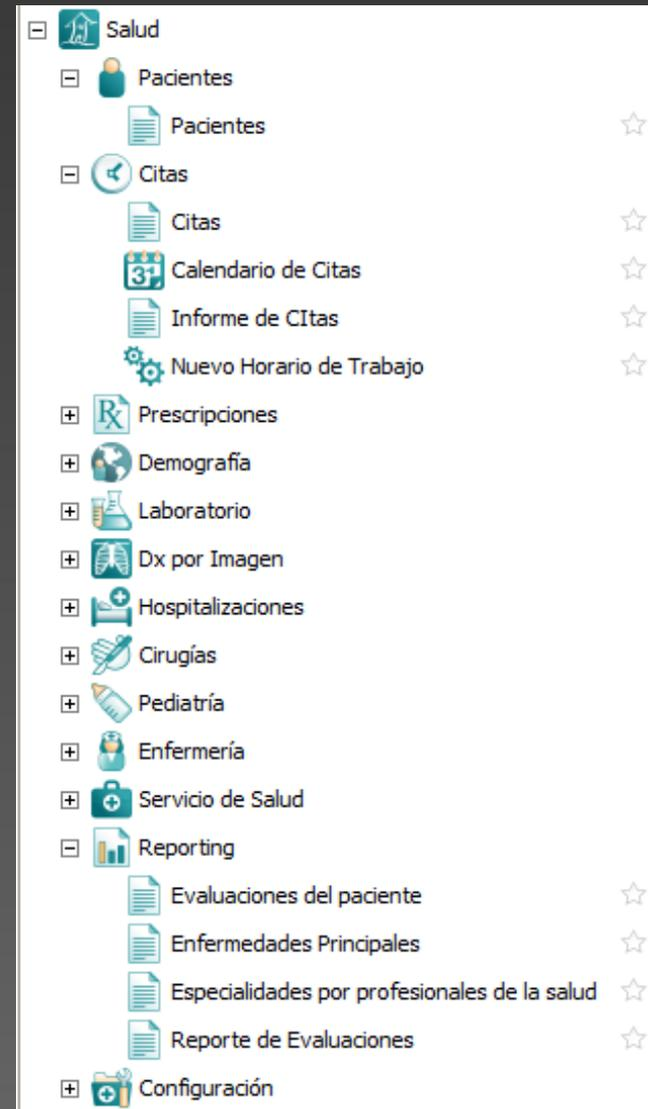 Salud
Pacientes
Pacientes
Citas
Citas
31
Calendario de Citas
Informe de CItas
Nuevo Horario de Trabajo
Rx
Prescripciones
Demografía
Laboratorio
Dx por Imagen
Hospitalizaciones
Cirugías
Pediatría
Enfermería
Servicio de Salud
Reporting
Evaluaciones del paciente
Enfermedades Principales
Especialidades por profesionales de la salud
Reporte de Evaluaciones
Configuración